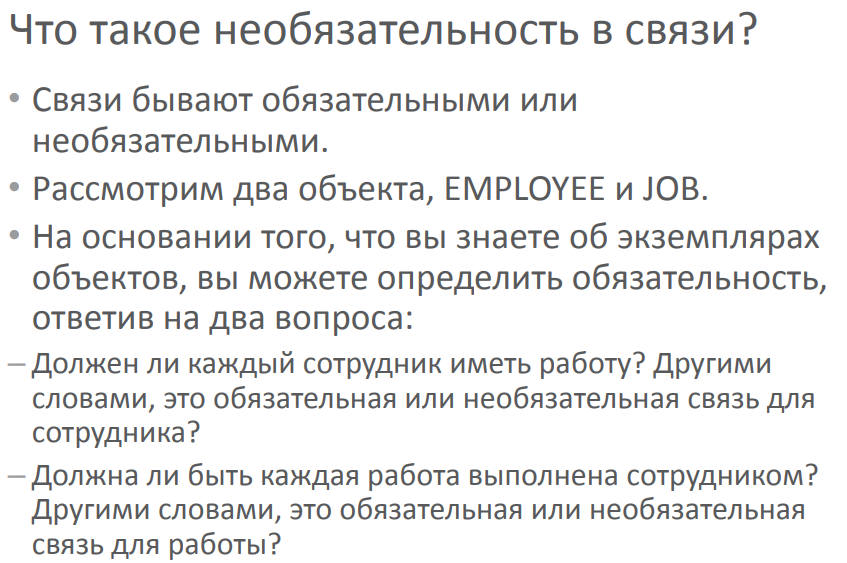 Что такое необязательность в связи?
• Связи бывают обязательными или
необязательными.
• Рассмотрим два объекта, EMPLOYEE и JOB.
• На основании того, что вы знаете об экземплярах
объектов, вы можете определить обязательность,
ответив на два вопроса:
– Должен ли каждый сотрудник иметь работу? Другими
словами, это обязательная или необязательная связь для
сотрудника?
– Должна ли быть каждая работа выполнена сотрудником?
Другими словами, это обязательная или необязательная
связь для работы?